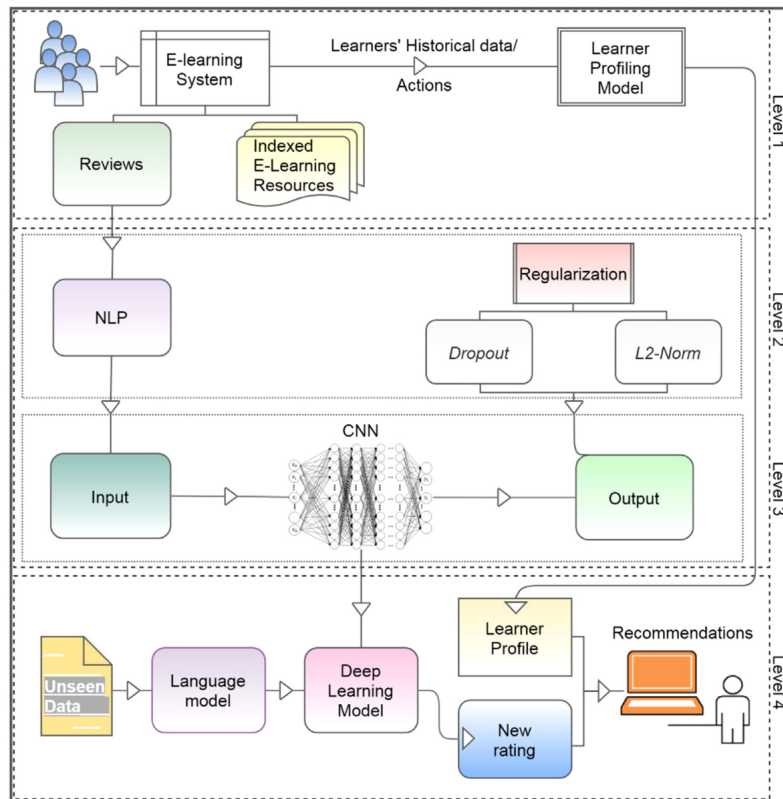 E-learning
System
Learners' Historical data/
Actions
Learner
Profiling
Model
Level 1
Reviews
Indexed
E-Learning
Resources
Regularization
Level 2
NLP
Dropout
L2-Norm
CNN
Input
Output
Level 3
Learner
Profile
Recommendations
Unseen
Data
Language
model
Deep
Learning
Model
New
rating
Level 4